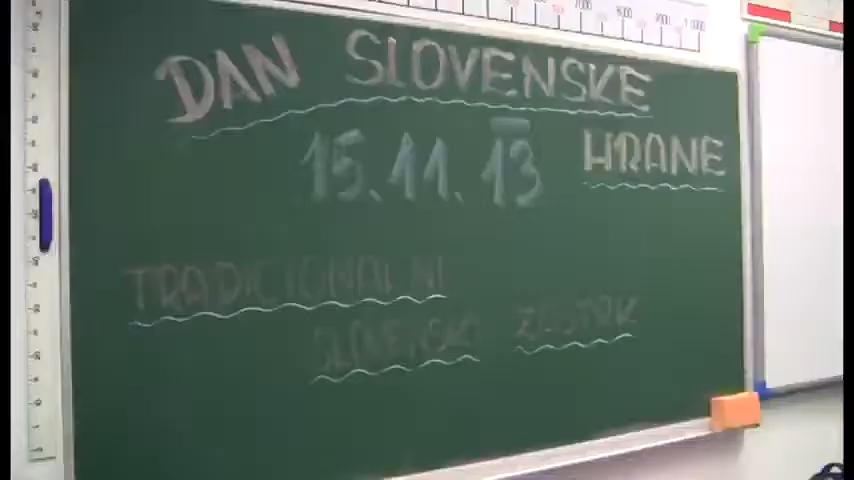 DAN SLOVENSKE
HRANE
15. 11. 13
TRADICIONALNI
SLOVENSKI ZAJTRK